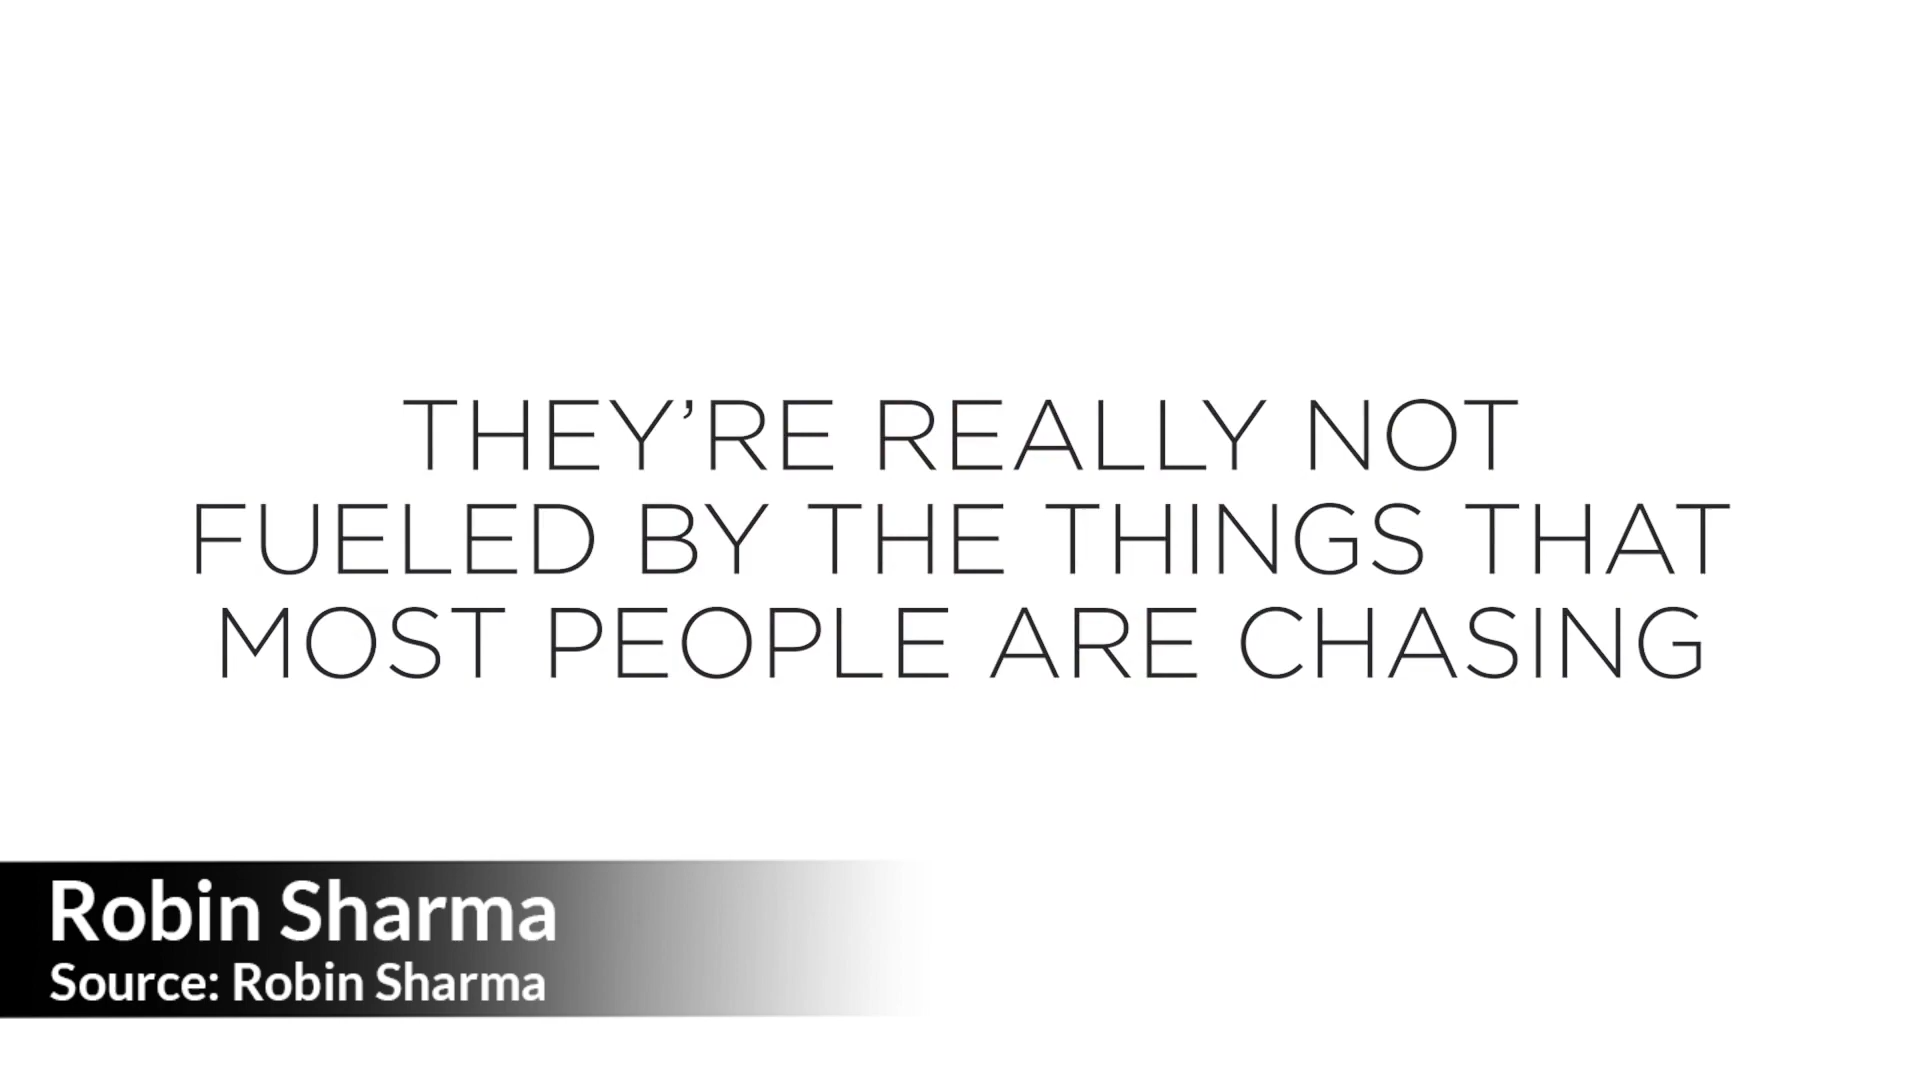 THEY’RE REALLY NOT
FUELED BY THE THINGS THAT
MOST PEOPLE ARE CHASING
Robin Sharma
Source: Robin Sharma